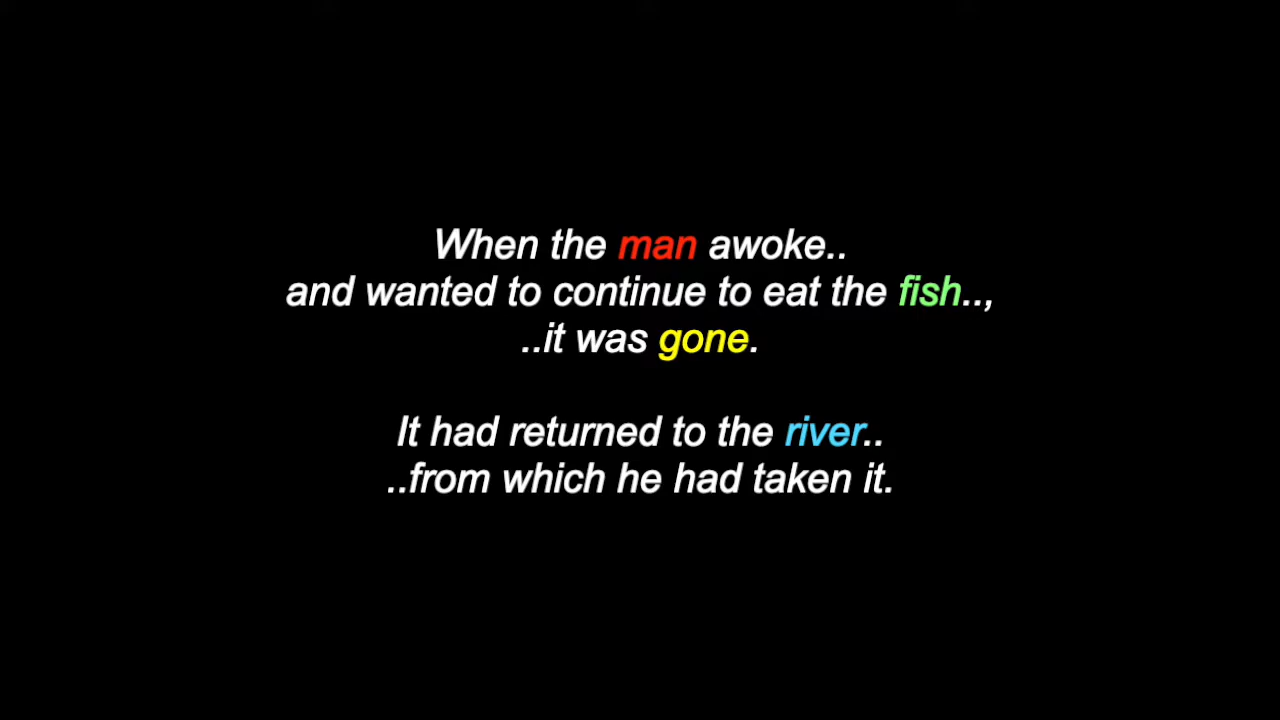 When the man awoke..
and wanted to continue to eat the fish..,
..it was gone.
It had returned to the river..
..from which he had taken it.